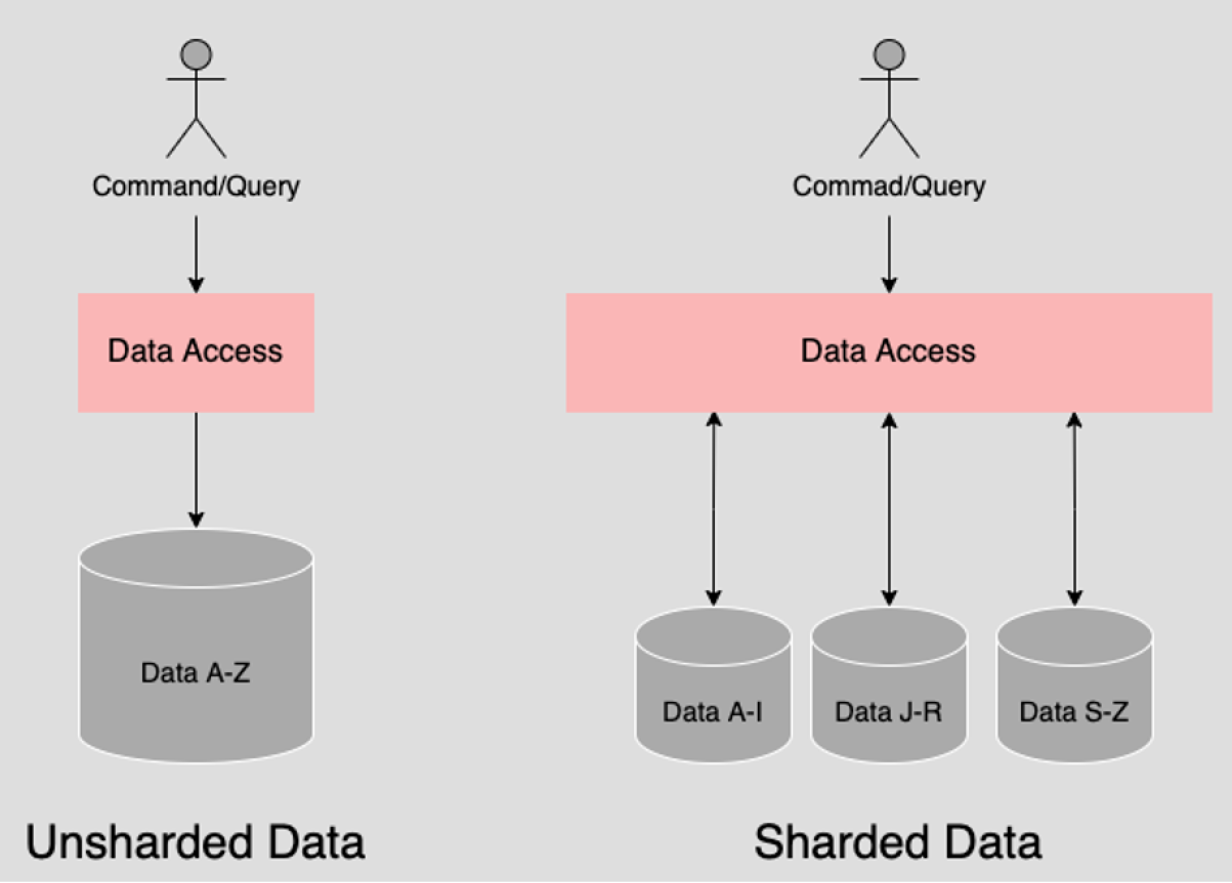 Command/Query
Data Access
Data A-Z
Unsharded Data
Commad/Query
Data Access
Data A-I
Data J-R
Data S-Z
Sharded Data